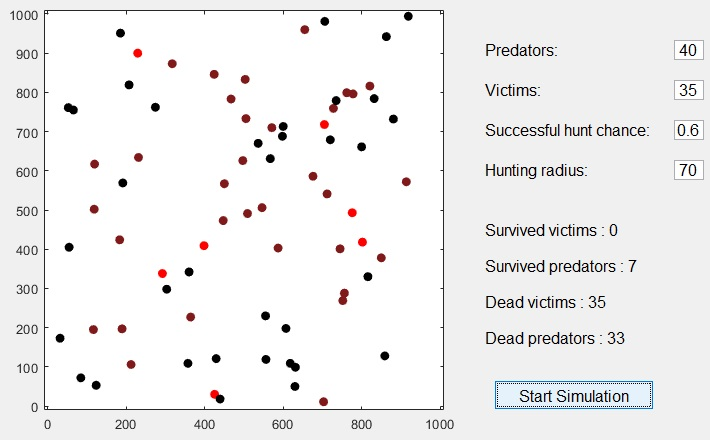 1000
900
800
700
600
500
400
300
200
100
0
0 200 400 600 800 1000
Predators: 40
Victims: 35
Successful hunt chance: 0.6
Hunting radius: 70
Survived victims : 0
Survived predators : 7
Dead victims : 35
Dead predators : 33
Start Simulation